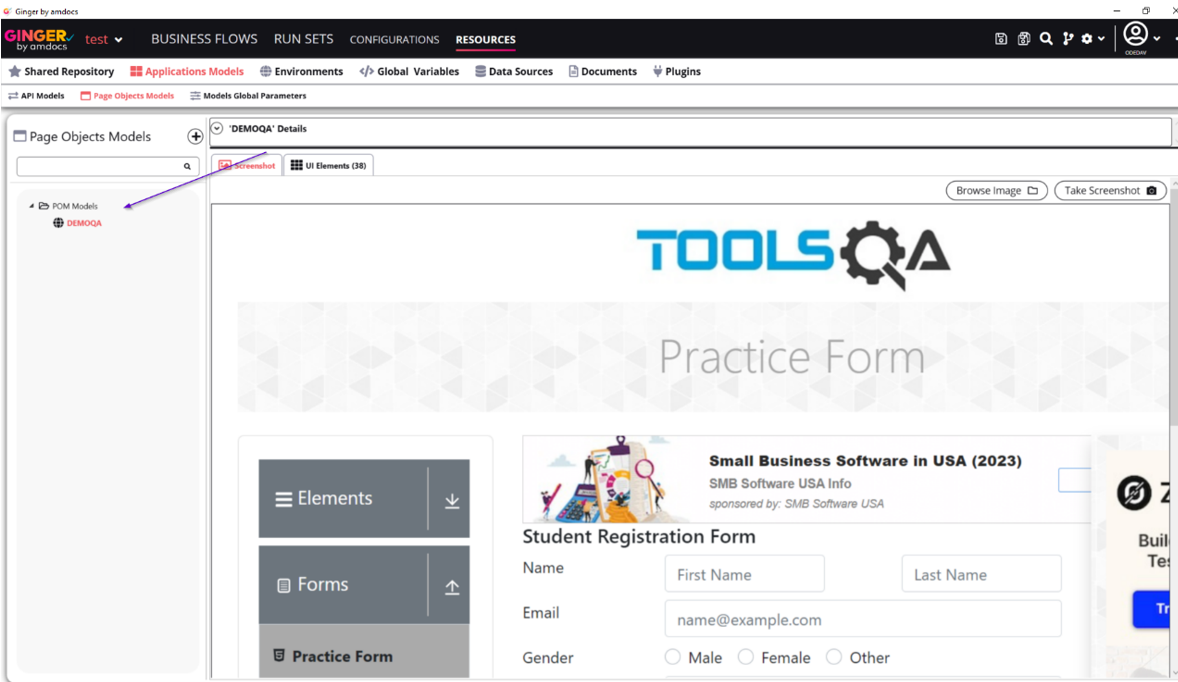 Ginger by amdocs
GINGER by amdocs test BUSINESS FLOWS RUN SETS CONFIGURATIONS RESOURCES ODEDAV
Shared Repository Applications Models Environments Global Variables Data Sources Documents Plugins
API Models Page Objects Models Models Global Parameters
Page Objects Models
'DEMOQA' Details
Screenshot UI Elements (38)
Browse Image Take Screenshot
POM Models
DEMOQA
TOOLSQA
Practice Form
Small Business Software in USA (2023)
SMB Software USA Info
sponsored by: SMB Software USA
Elements
Student Registration Form
Name First Name Last Name
Forms
Email name@example.com
Practice Form
Gender Male Female Other